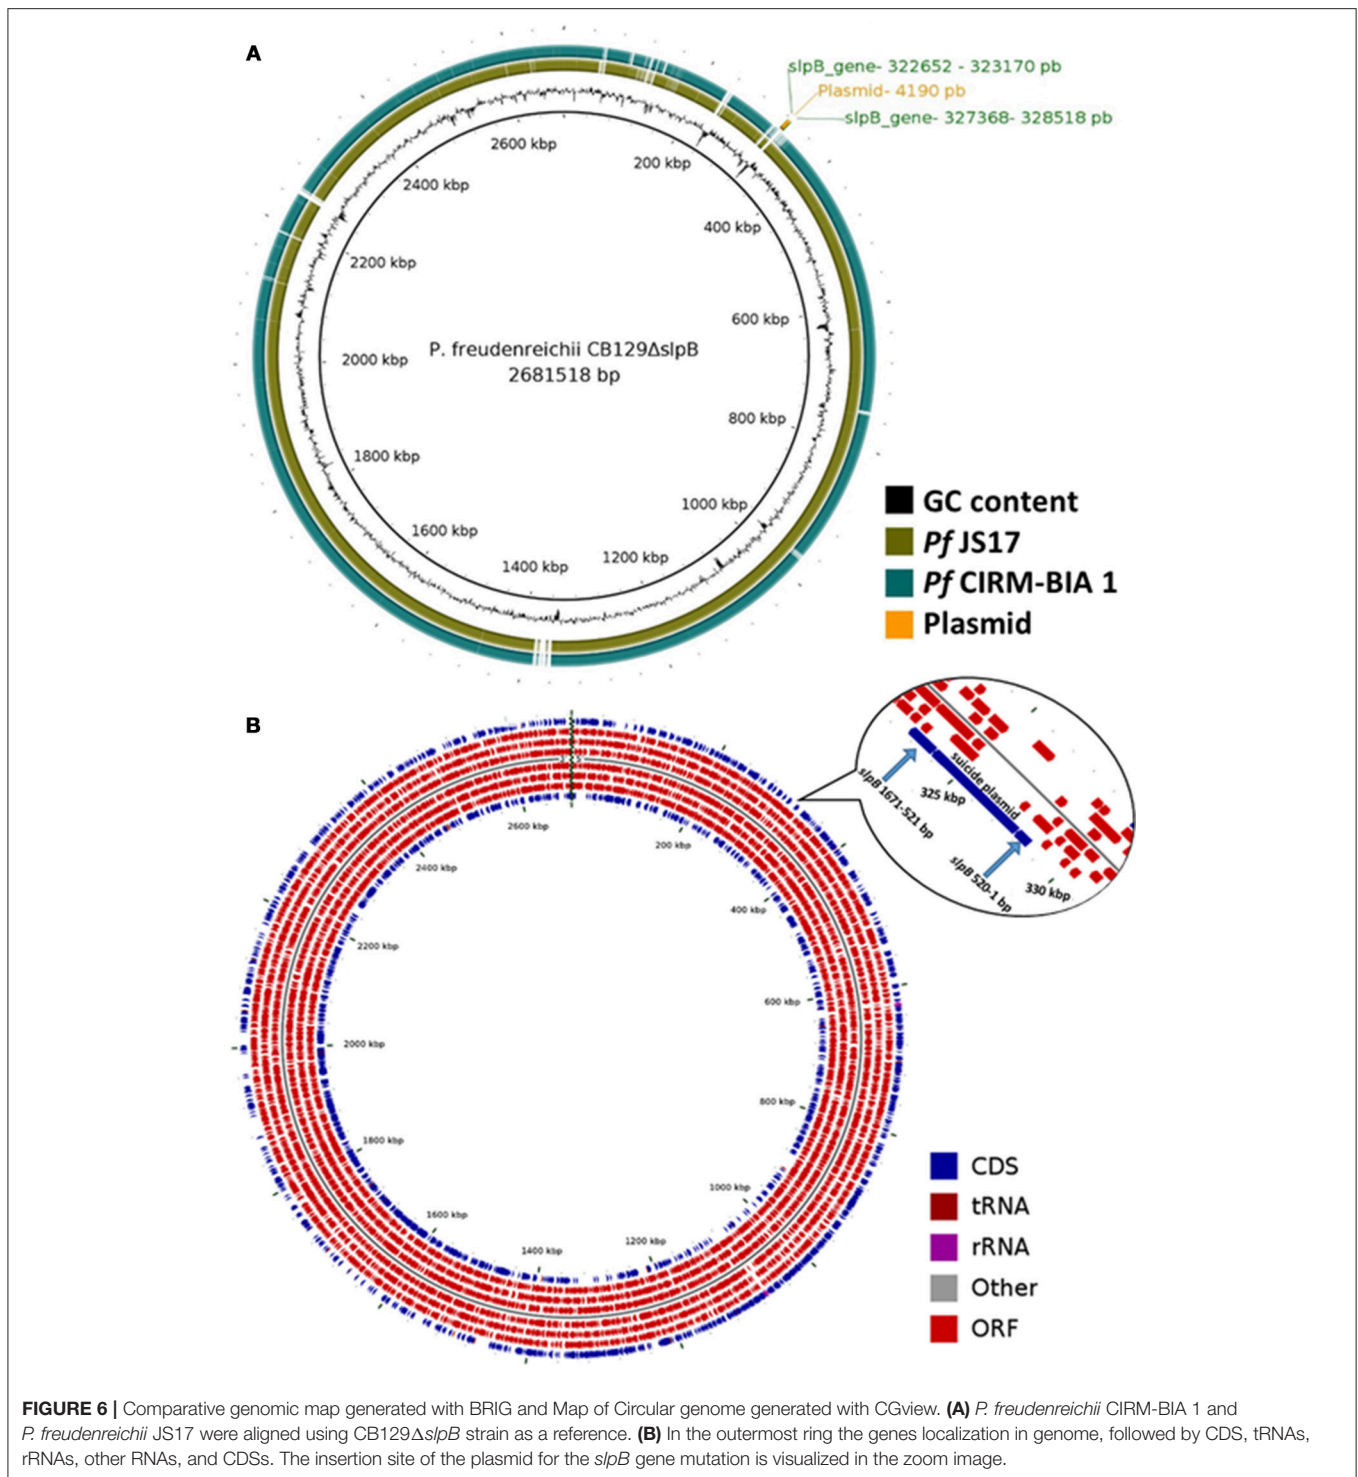 A
slpB_gene- 322652 - 323170 pb
Plasmid- 4190 pb
slpB_gene- 327368- 328518 pb
2600 kbp
200 kbp
2400 kbp
400 kbp
2200 kbp
600 kbp
P. freudenreichii CB129ΔslpB
2681518 bp
2000 kbp
800 kbp
1800 kbp
1000 kbp
1600 kbp
1200 kbp
1400 kbp
GC content
Pf JS17
Pf CIRM-BIA 1
Plasmid
B
suicide plasmid
slpB 1671-521 bp
325 kbp
slpB 520-1 bp
330 kbp
2600 kbp
200 kbp
2400 kbp
400 kbp
2200 kbp
600 kbp
2000 kbp
800 kbp
1800 kbp
1000 kbp
1600 kbp
1200 kbp
1400 kbp
CDS
tRNA
rRNA
Other
ORF
FIGURE 6 | Comparative genomic map generated with BRIG and Map of Circular genome generated with CGview. (A) P. freudenreichii CIRM-BIA 1 and
P. freudenreichii JS17 were aligned using CB129ΔslpB strain as a reference. (B) In the outermost ring the genes localization in genome, followed by CDS, tRNAs,
rRNAs, other RNAs, and CDSs. The insertion site of the plasmid for the slpB gene mutation is visualized in the zoom image.